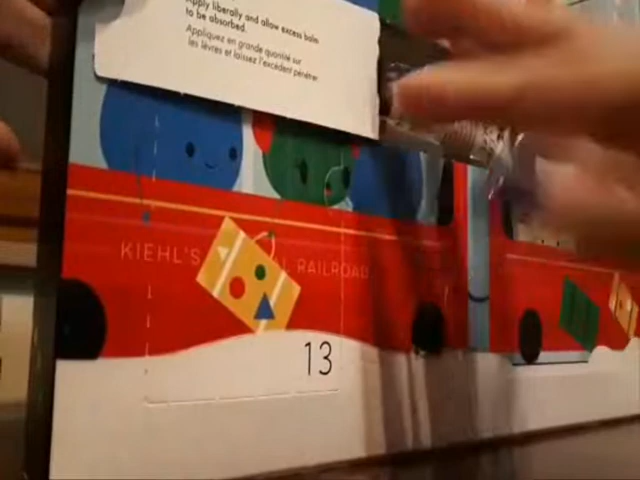 Apply liberally and allow excess balm
to be absorbed.
Appliquez en grande quantité sur
les lèvres et laissez l'excédent pénétrer.
KIEHL'S RAILROAD
13